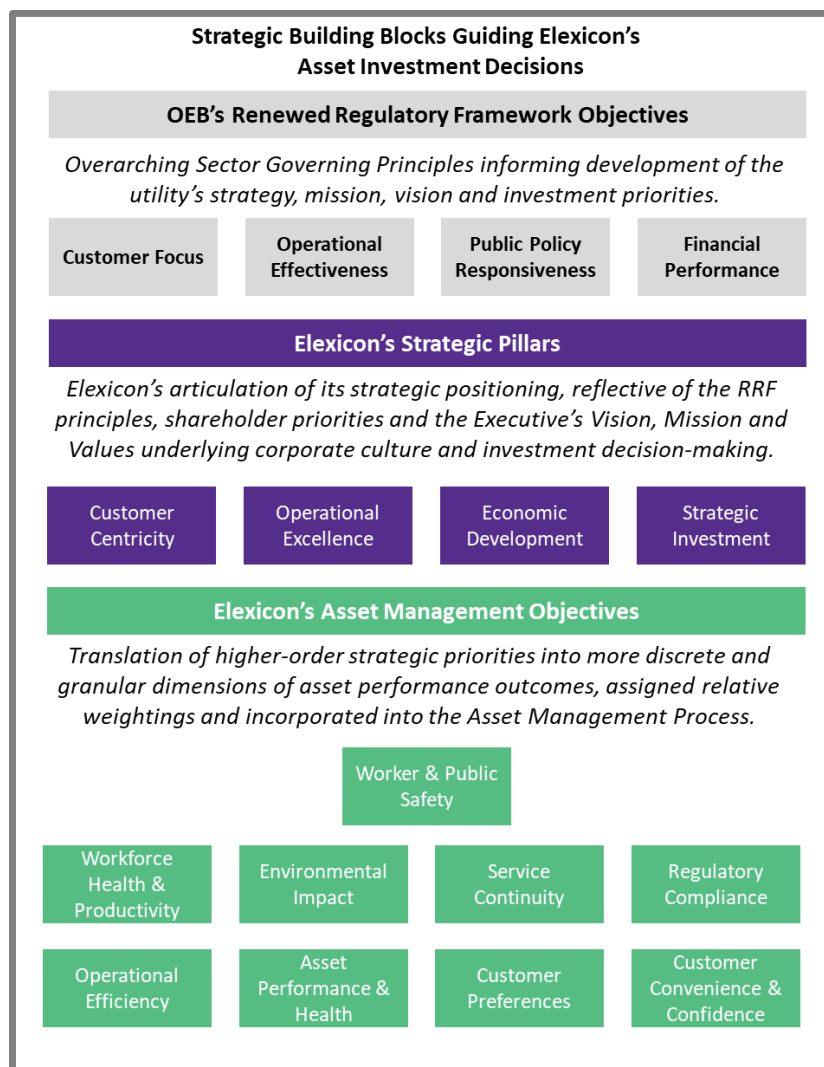 Strategic Building Blocks Guiding Elexicon's
Asset Investment Decisions
OEB's Renewed Regulatory Framework Objectives
Overarching Sector Governing Principles informing development of the
utility's strategy, mission, vision and investment priorities.
Customer Focus
Operational
Effectiveness
Public Policy
Responsiveness
Financial
Performance
Elexicon's Strategic Pillars
Elexicon's articulation of its strategic positioning, reflective of the RRF
principles, shareholder priorities and the Executive's Vision, Mission and
Values underlying corporate culture and investment decision-making.
Customer
Centricity
Operational
Excellence
Economic
Development
Strategic
Investment
Elexicon's Asset Management Objectives
Translation of higher-order strategic priorities into more discrete and
granular dimensions of asset performance outcomes, assigned relative
weightings and incorporated into the Asset Management Process.
Worker & Public
Safety
Workforce
Health &
Productivity
Environmental
Impact
Service
Continuity
Regulatory
Compliance
Operational
Efficiency
Asset
Performance &
Health
Customer
Preferences
Customer
Convenience &
Confidence